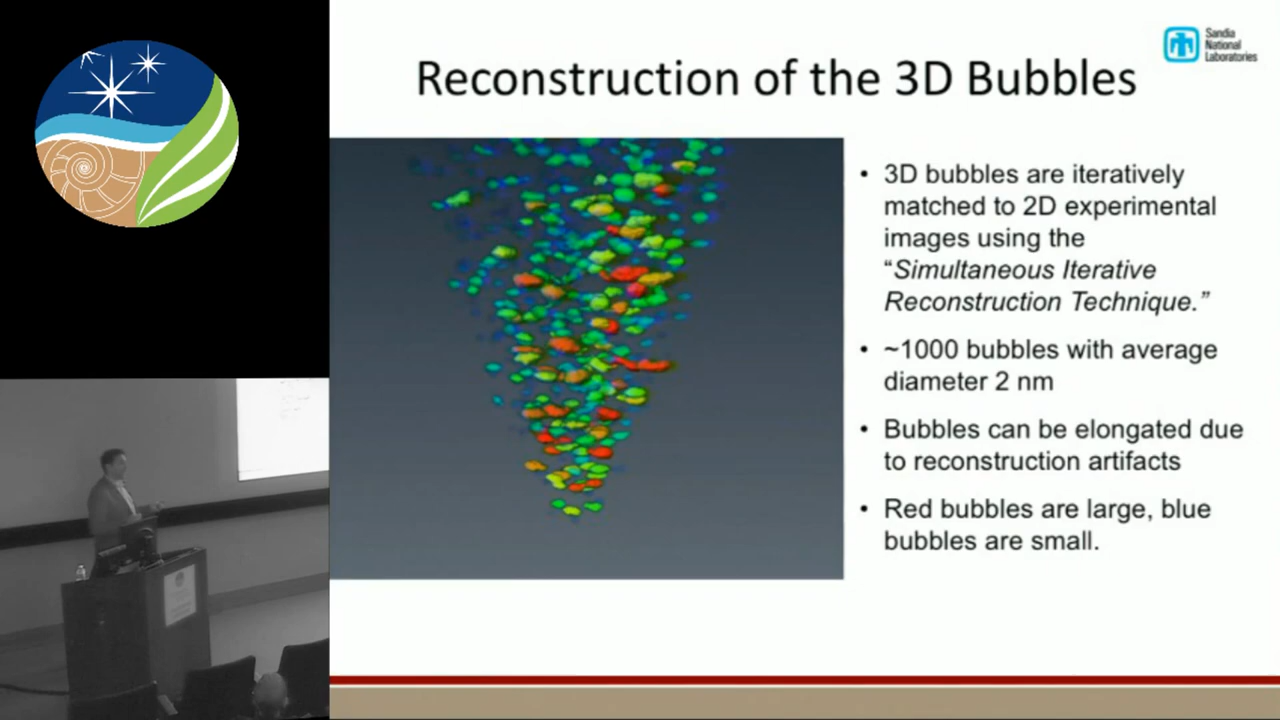 Sandia
National
Laboratories
Reconstruction of the 3D Bubbles
• 3D bubbles are iteratively
matched to 2D experimental
images using the
“Simultaneous Iterative
Reconstruction Technique.”
• ~1000 bubbles with average
diameter 2 nm
• Bubbles can be elongated due
to reconstruction artifacts
• Red bubbles are large, blue
bubbles are small.